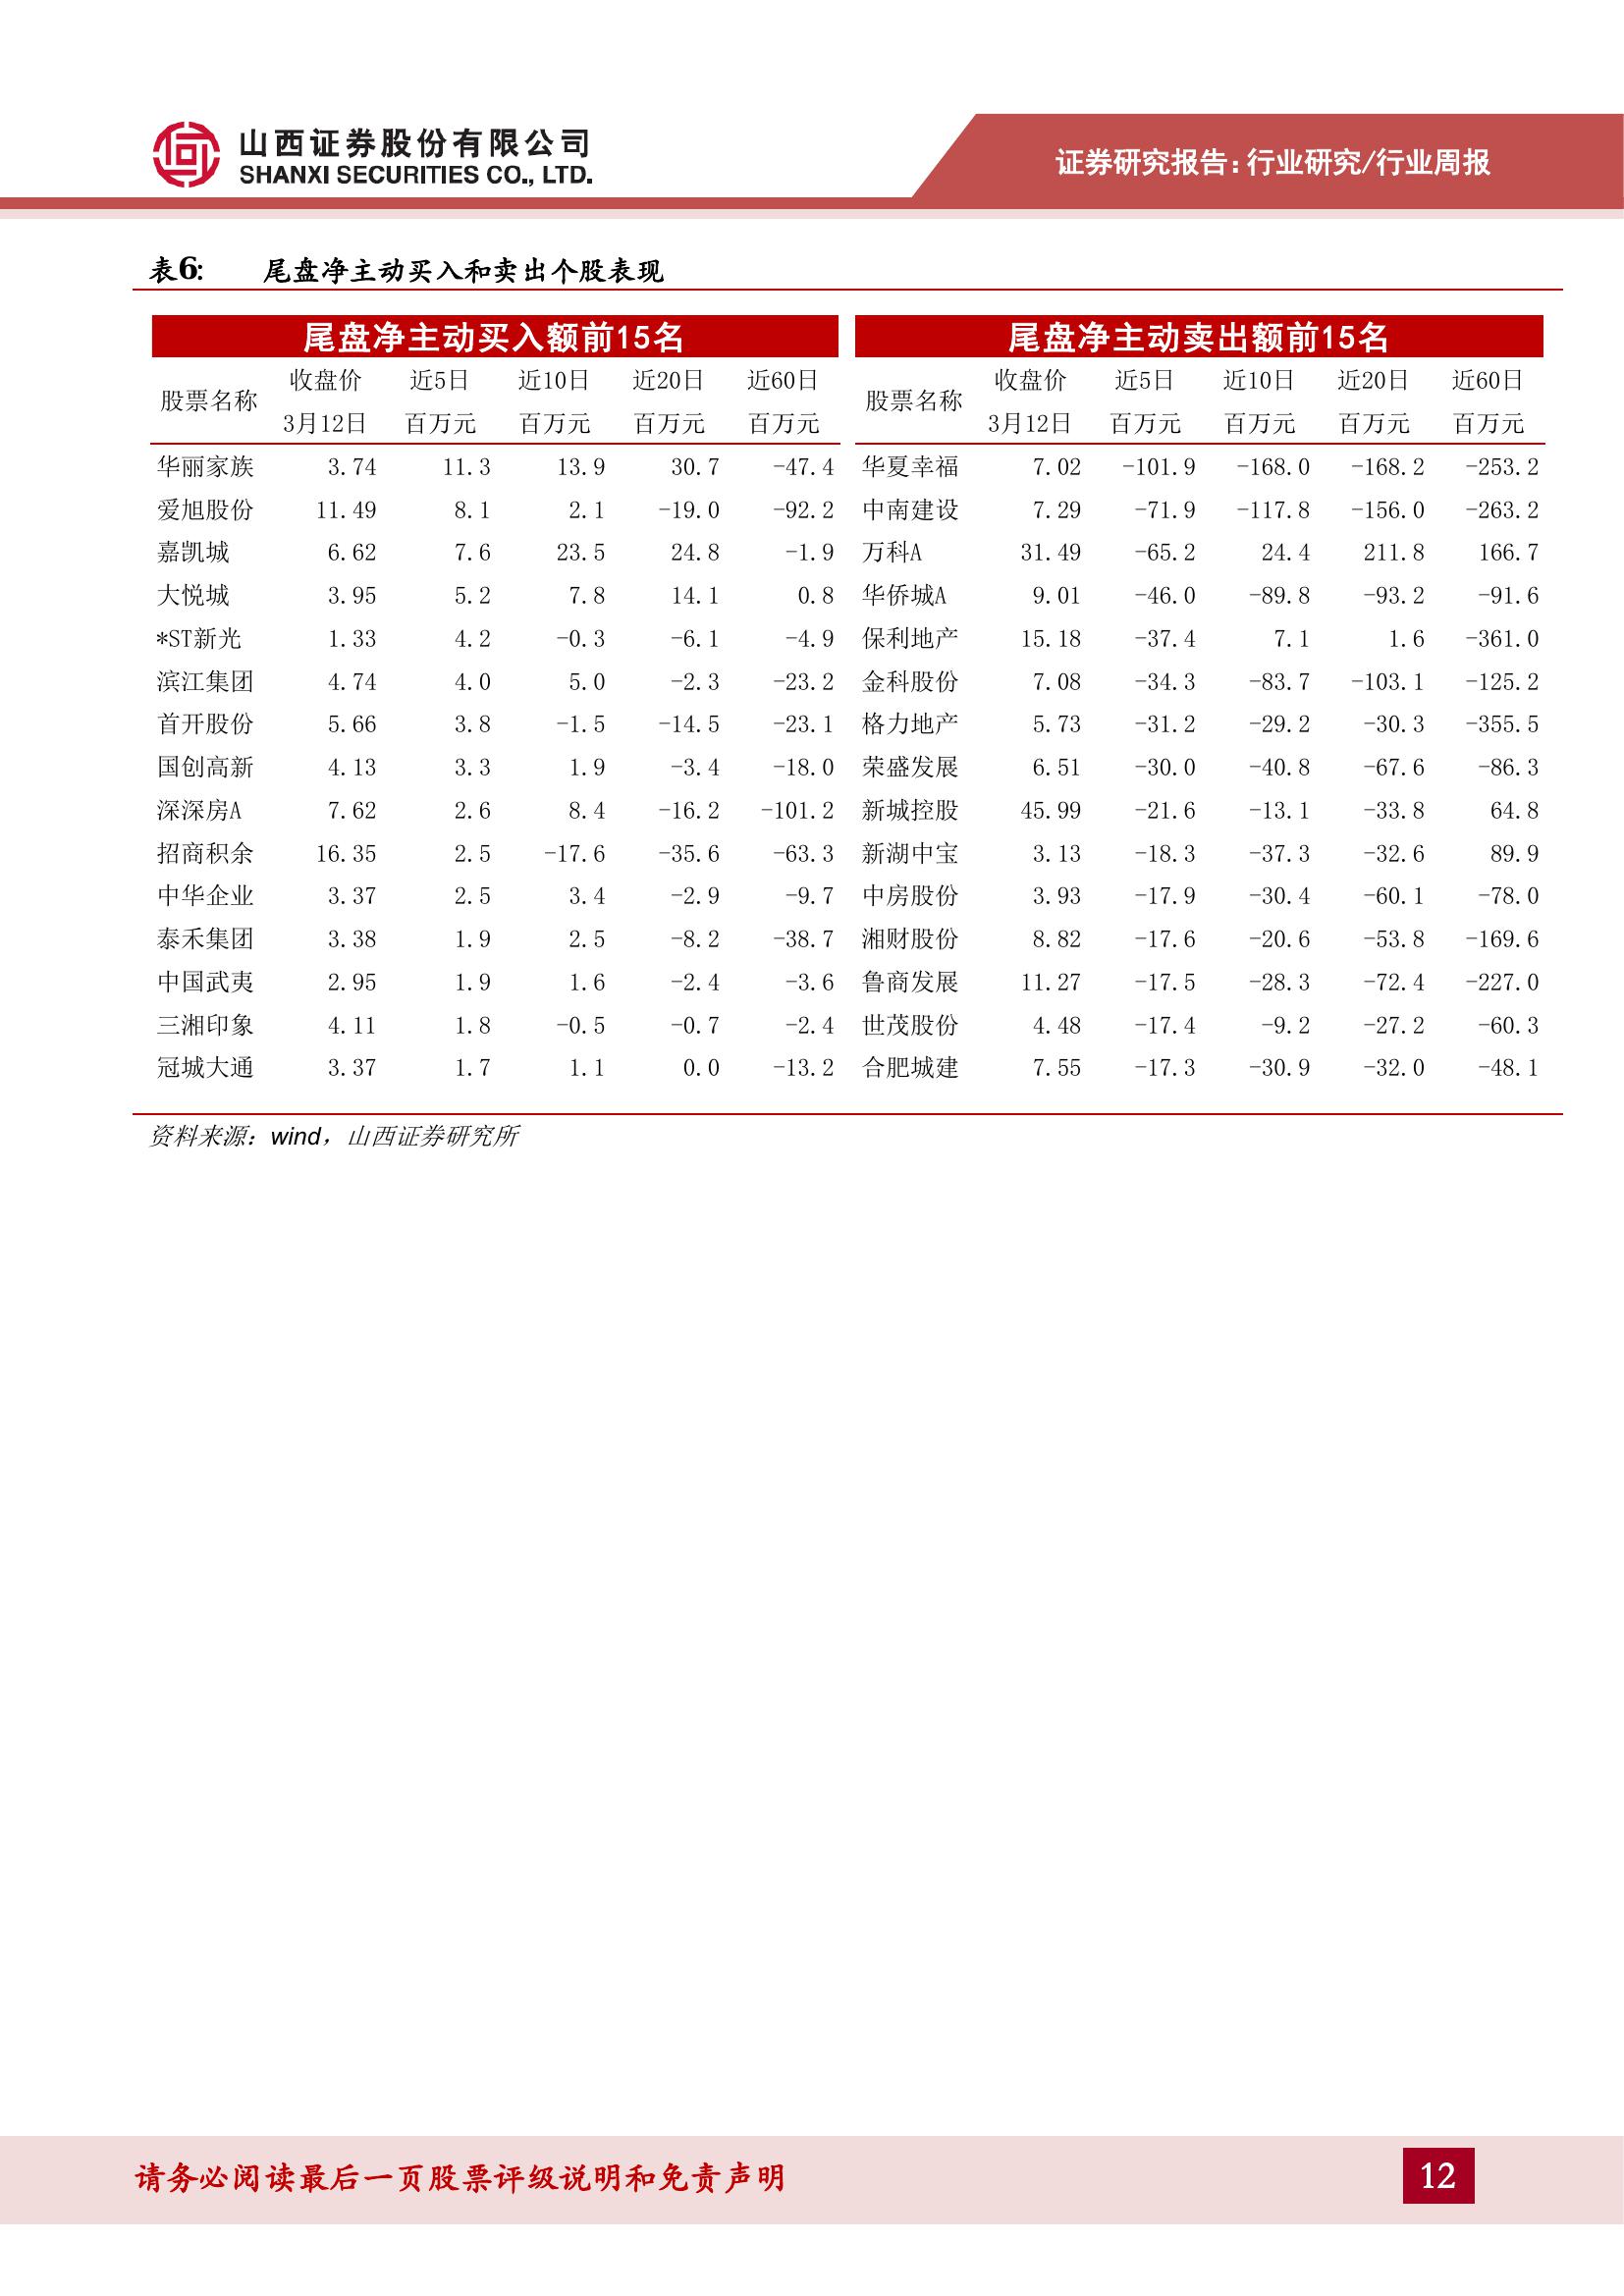 山西证券股份有限公司
SHANXI SECURITIES CO., LTD.
证券研究报告:行业研究/行业周报
表6: 尾盘净主动买入和卖出个股表现
尾盘净主动买入额前15名 尾盘净主动卖出额前15名
股票名称 收盘价 近5日 近10日 近20日 近60日 股票名称 收盘价 近5日 近10日 近20日 近60日
3月12日 百万元 百万元 百万元 百万元 3月12日 百万元 百万元 百万元 百万元
华丽家族 3.74 11.3 13.9 30.7 -47.4 华夏幸福 7.02 -101.9 -168.0 -168.2 -253.2
爱旭股份 11.49 8.1 2.1 -19.0 -92.2 中南建设 7.29 -71.9 -117.8 -156.0 -263.2
嘉凯城 6.62 7.6 23.5 24.8 -1.9 万科A 31.49 -65.2 24.4 211.8 166.7
大悦城 3.95 5.2 7.8 14.1 0.8 华侨城A 9.01 -46.0 -89.8 -93.2 -91.6
*ST新光 1.33 4.2 -0.3 -6.1 -4.9 保利地产 15.18 -37.4 7.1 1.6 -361.0
滨江集团 4.74 4.0 5.0 -2.3 -23.2 金科股份 7.08 -34.3 -83.7 -103.1 -125.2
首开股份 5.66 3.8 -1.5 -14.5 -23.1 格力地产 5.73 -31.2 -29.2 -30.3 -355.5
国创高新 4.13 3.3 1.9 -3.4 -18.0 荣盛发展 6.51 -30.0 -40.8 -67.6 -86.3
深深房A 7.62 2.6 8.4 -16.2 -101.2 新城控股 45.99 -21.6 -13.1 -33.8 64.8
招商积余 16.35 2.5 -17.6 -35.6 -63.3 新湖中宝 3.13 -18.3 -37.3 -32.6 89.9
中华企业 3.37 2.5 3.4 -2.9 -9.7 中房股份 3.93 -17.9 -30.4 -60.1 -78.0
泰禾集团 3.38 1.9 2.5 -8.2 -38.7 湘财股份 8.82 -17.6 -20.6 -53.8 -169.6
中国武夷 2.95 1.9 1.6 -2.4 -3.6 鲁商发展 11.27 -17.5 -28.3 -72.4 -227.0
三湘印象 4.11 1.8 -0.5 -0.7 -2.4 世茂股份 4.48 -17.4 -9.2 -27.2 -60.3
冠城大通 3.37 1.7 1.1 0.0 -13.2 合肥城建 7.55 -17.3 -30.9 -32.0 -48.1
资料来源：wind，山西证券研究所
请务必阅读最后一页股票评级说明和免责声明 12